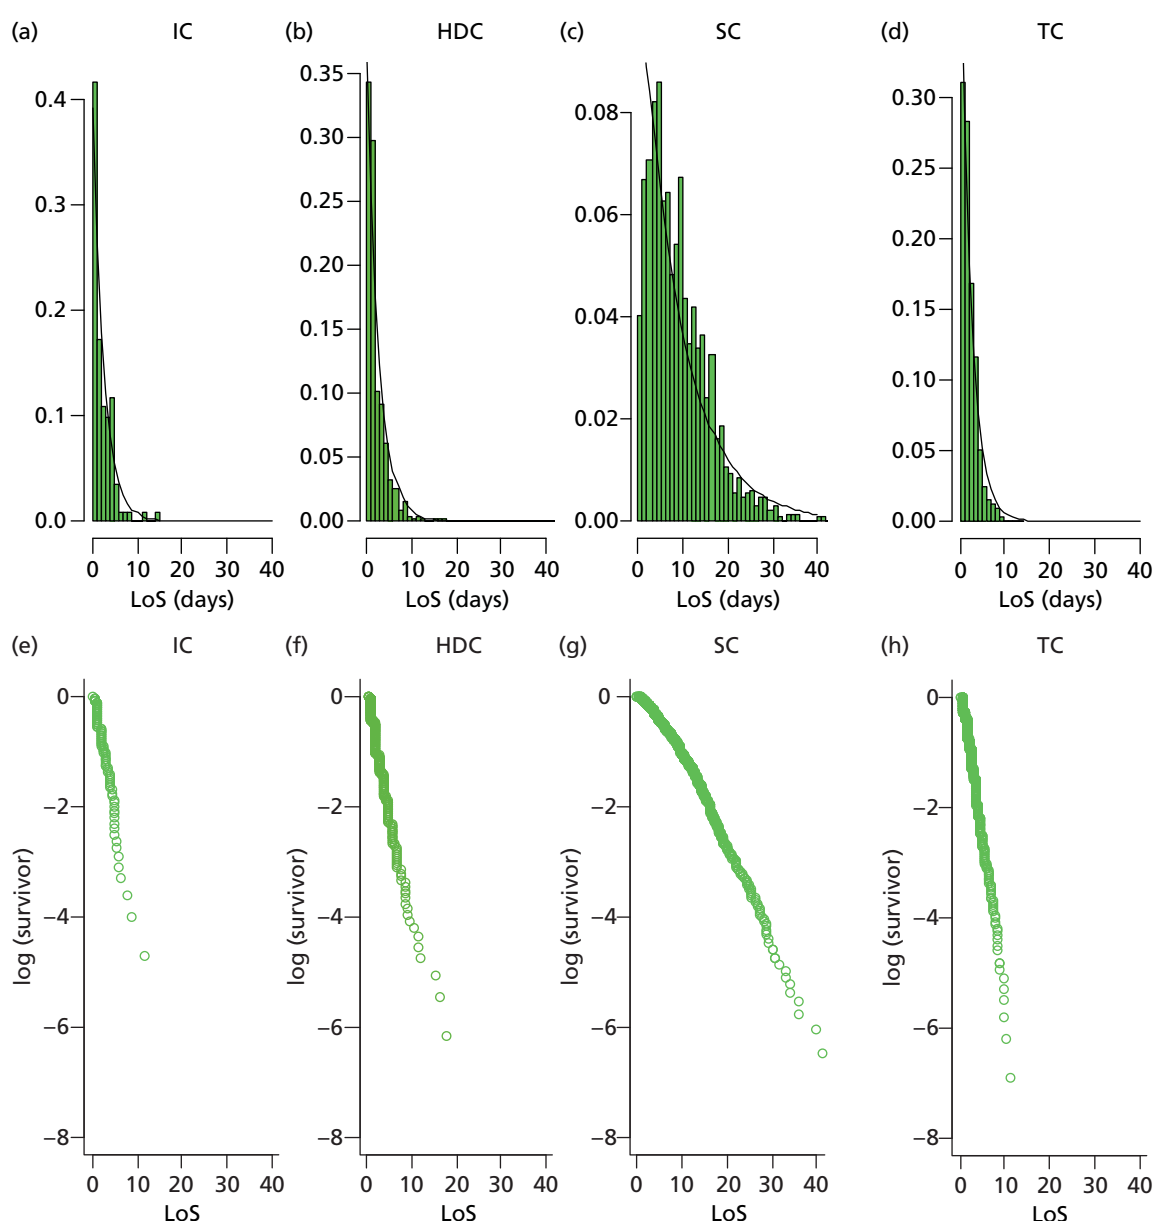 (a) IC (b) HDC (c) SC (d) TC
0.4 0.3 0.2 0.1 0.0
0 10 20 30 40
LoS (days)
0.35 0.30 0.25 0.20 0.15 0.10 0.05 0.00
0 10 20 30 40
LoS (days)
0.08 0.06 0.04 0.02 0.00
0 10 20 30 40
LoS (days)
0.30 0.25 0.20 0.15 0.10 0.05 0.00
0 10 20 30 40
LoS (days)
(e) IC (f) HDC (g) SC (h) TC
log (survivor)
0 −2 −4 −6 −8
0 10 20 30 40
LoS
log (survivor)
0 −2 −4 −6 −8
0 10 20 30 40
LoS
log (survivor)
0 −2 −4 −6 −8
0 10 20 30 40
LoS
log (survivor)
0 −2 −4 −6 −8
0 10 20 30 40
LoS